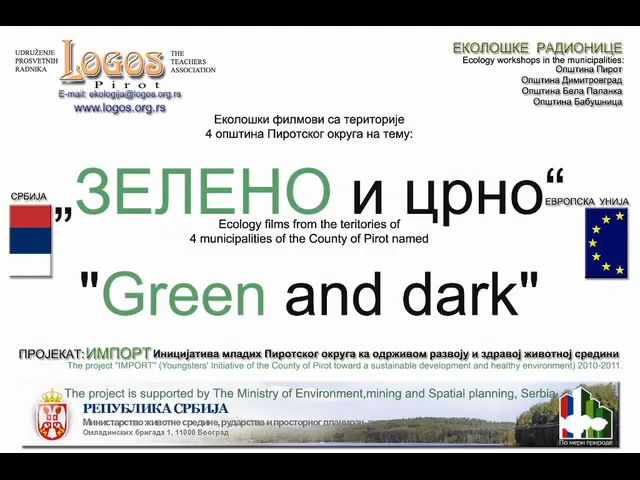 UDRUŽENJE
PROSVETNIH
RADNIKA
LOGOS
Pirot
THE
TEACHERS
ASSOCIATION
E-mail: ekologija@logos.org.rs
www.logos.org.rs
ЕКОЛОШКЕ РАДИОНИЦЕ
Ecology workshops in the municipalities:
Општина Пирот
Општина Димитровград
Општина Бела Паланка
Општина Бабушница
Еколошки филмови са територије
4 општина Пиротског округа на тему:
СРБИЈА
„ЗЕЛЕНО и црно“
ЕВРОПСКА УНИЈА
Ecology films from the teritories of
4 municipalities of the County of Pirot named
"Green and dark"
ПРОЈЕКАТ: ИМПОРТ Иницијатива младих Пиротског округа ка одрживом развоју и здравој животној средини
The project "IMPORT" (Youngsters' Initiative of the County of Pirot toward a sustainable development and healthy environment) 2010-2011.
The project is supported by The Ministry of Environment,mining and Spatial planning, Serbia
РЕПУБЛИКА СРБИЈА
Министарство животне средине, рударства и просторног планирања
Омладинских бригада 1, 11000 Београд
По мери природе